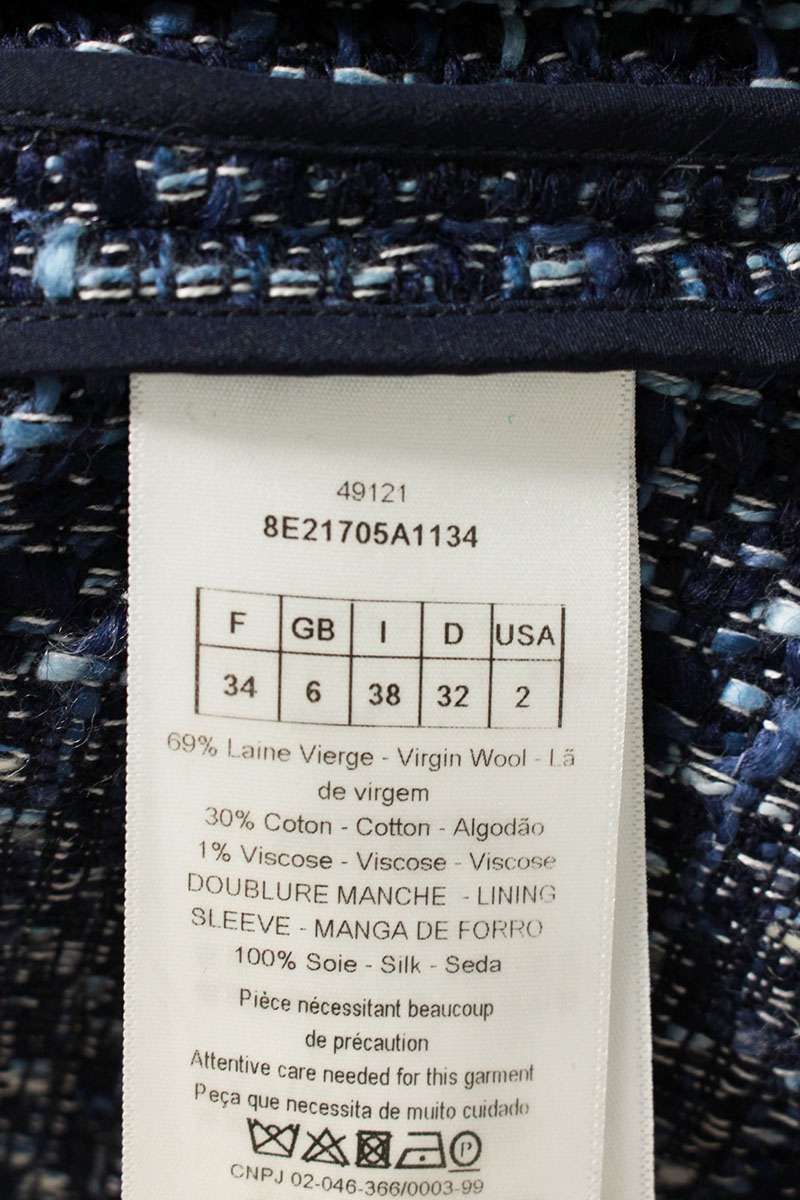 49121
8E21705A1134
F GB I D USA
34 6 38 32 2
69% Laine Vierge - Virgin Wool - Lã
de virgem
30% Coton - Cotton - Algodão
1% Viscose - Viscose - Viscose
DOUBLURE MANCHE - LINING
SLEEVE - MANGA DE FORRO
100% Soie - Silk - Seda
Pièce nécessitant beaucoup
de précaution
Attentive care needed for this garment
Peça que necessita de muito cuidado
P
CNPJ 02-046-366/0003-99